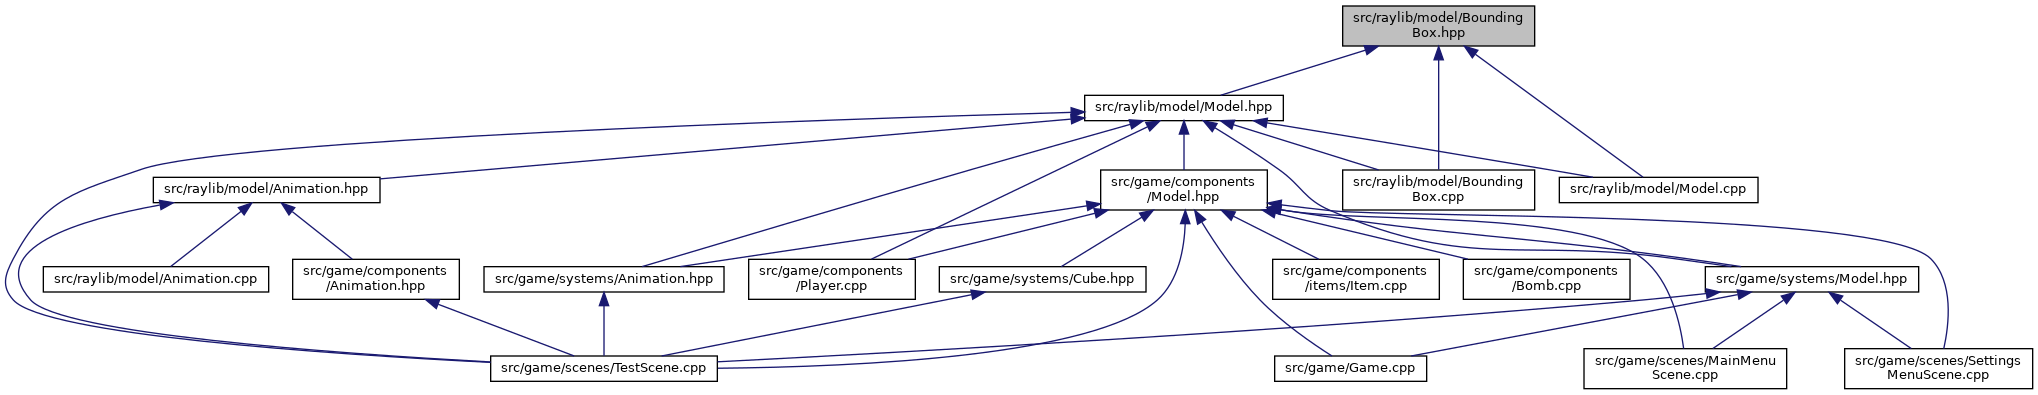 src/raylib/model/Bounding
Box.hpp
src/raylib/model/Model.hpp
src/raylib/model/Animation.hpp
src/game/components
/Model.hpp
src/raylib/model/Bounding
Box.cpp
src/raylib/model/Model.cpp
src/raylib/model/Animation.cpp
src/game/components
/Animation.hpp
src/game/systems/Animation.hpp
src/game/components
/Player.cpp
src/game/systems/Cube.hpp
src/game/components
/items/Item.cpp
src/game/components
/Bomb.cpp
src/game/systems/Model.hpp
src/game/scenes/TestScene.cpp
src/game/Game.cpp
src/game/scenes/MainMenu
Scene.cpp
src/game/scenes/Settings
MenuScene.cpp